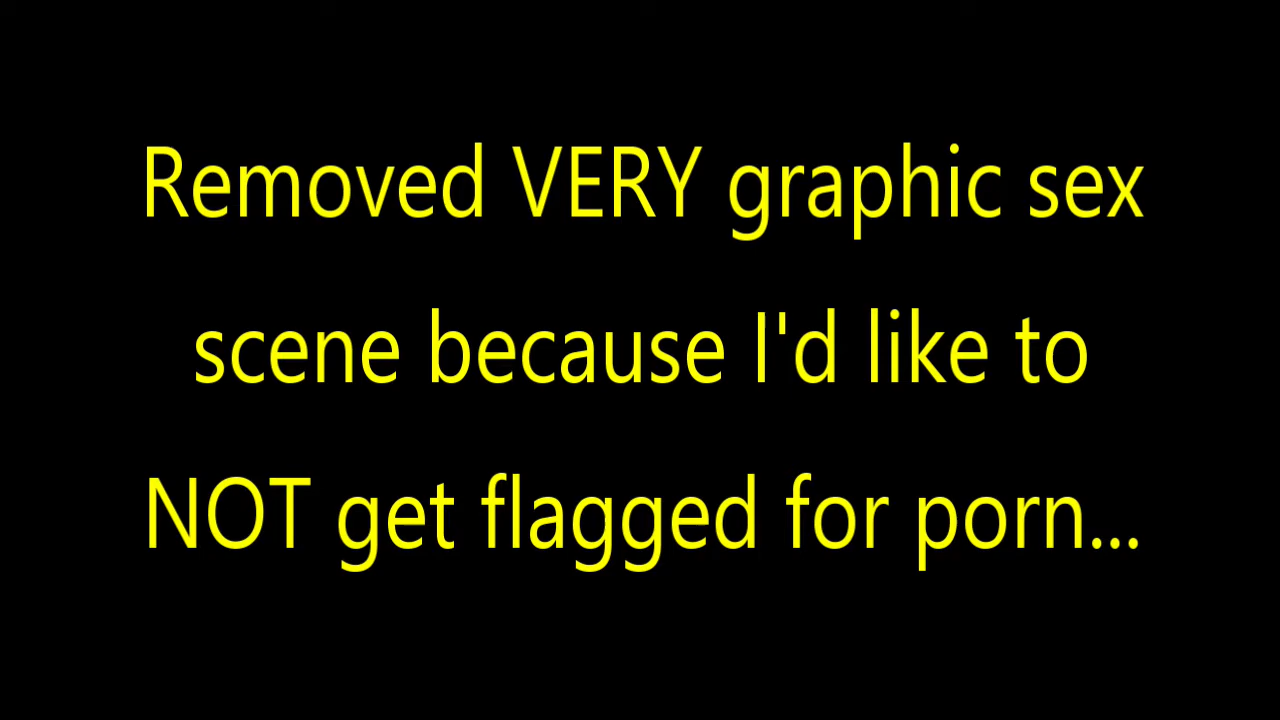 Removed VERY graphic sex
scene because I'd like to
NOT get flagged for porn...